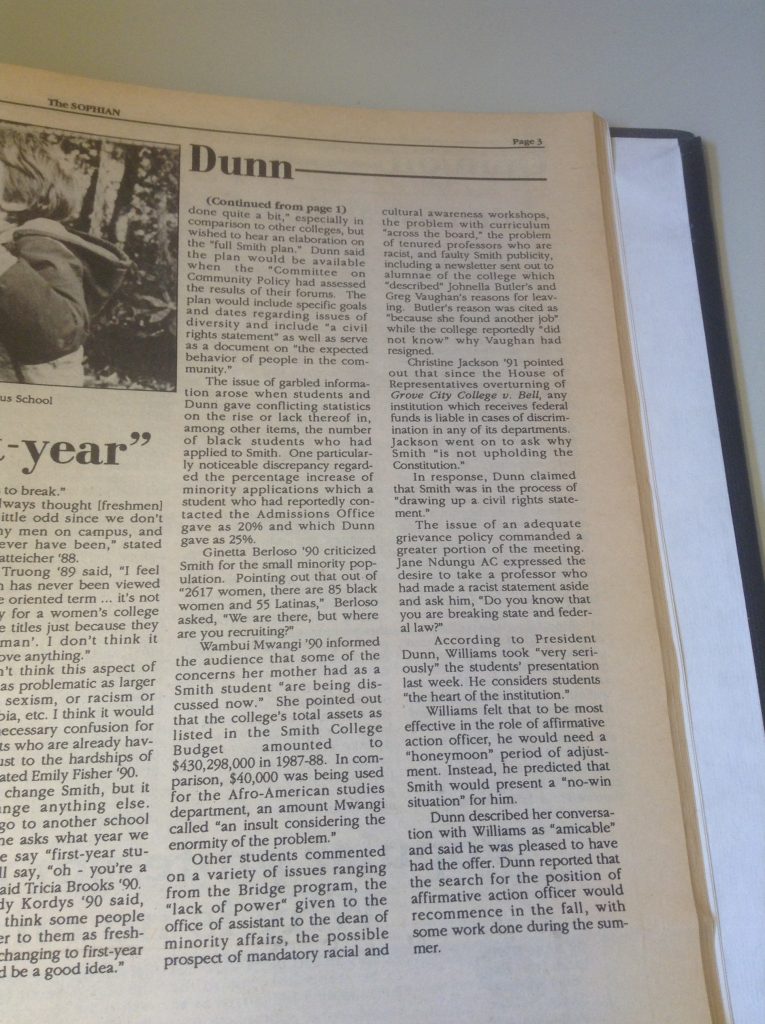 The SOPHIAN
Page 3
us School
-year”
to break."
lways thought [freshmen]
ittle odd since we don't
ny men on campus, and
ever have been," stated
atteicher '88.
Truong '89 said, "I feel
n has never been viewed
e oriented term ... it's not
y for a women's college
e titles just because they
man'. I don't think it
ove anything."
n't think this aspect of
as problematic as larger
sexism, or racism or
bia, etc. I think it would
necessary confusion for
ts who are already hav-
ust to the hardships of
ated Emily Fisher '90.
change Smith, but it
nge anything else.
go to another school
ne asks what year we
e say "first-year stu-
ll say, "oh - you're a
aid Tricia Brooks '90.
dy Kordys '90 said,
think some people
er to them as fresh-
changing to first-year
d be a good idea."
Dunn
(Continued from page 1)
done quite a bit," especially in
comparison to other colleges, but
wished to hear an elaboration on
the "full Smith plan." Dunn said
the plan would be available
when the "Committee on
Community Policy had assessed
the results of their forums. The
plan would include specific goals
and dates regarding issues of
diversity and include "a civil
rights statement" as well as serve
as a document on "the expected
behavior of people in the com-
munity."
The issue of garbled informa-
tion arose when students and
Dunn gave conflicting statistics
on the rise or lack thereof in,
among other items, the number
of black students who had
applied to Smith. One particular-
ly noticeable discrepancy regard-
ed the percentage increase of
minority applications which a
student who had reportedly con-
tacted the Admissions Office
gave as 20% and which Dunn
gave as 25%.
Ginetta Berloso '90 criticized
Smith for the small minority pop-
ulation. Pointing out that out of
"2617 women, there are 85 black
women and 55 Latinas," Berloso
asked, "We are there, but where
are you recruiting?"
Wambui Mwangi '90 informed
the audience that some of the
concerns her mother had as a
Smith student "are being dis-
cussed now." She pointed out
that the college's total assets as
listed in the Smith College
Budget amounted to
$430,298,000 in 1987-88. In com-
parison, $40,000 was being used
for the Afro-American studies
department, an amount Mwangi
called "an insult considering the
enormity of the problem."
Other students commented
on a variety of issues ranging
from the Bridge program, the
"lack of power" given to the
office of assistant to the dean of
minority affairs, the possible
prospect of mandatory racial and
cultural awareness workshops,
the problem with curriculum
"across the board," the problem
of tenured professors who are
racist, and faulty Smith publicity,
including a newsletter sent out to
alumnae of the college which
"described" Johnella Butler's and
Greg Vaughan's reasons for leav-
ing. Butler's reason was cited as
"because she found another job"
while the college reportedly "did
not know" why Vaughan had
resigned.
Christine Jackson '91 pointed
out that since the House of
Representatives overturning of
Grove City College v. Bell, any
institution which receives federal
funds is liable in cases of discrim-
ination in any of its departments.
Jackson went on to ask why
Smith "is not upholding the
Constitution."
In response, Dunn claimed
that Smith was in the process of
"drawing up a civil rights state-
ment."
The issue of an adequate
grievance policy commanded a
greater portion of the meeting.
Jane Ndungu AC expressed the
desire to take a professor who
had made a racist statement aside
and ask him, "Do you know that
you are breaking state and feder-
al law?"
According to President
Dunn, Williams took "very seri-
ously" the students' presentation
last week. He considers students
"the heart of the institution."
Williams felt that to be most
effective in the role of affirmative
action officer, he would need a
"honeymoon" period of adjust-
ment. Instead, he predicted that
Smith would present a "no-win
situation" for him.
Dunn described her conversa-
tion with Williams as "amicable"
and said he was pleased to have
had the offer. Dunn reported that
the search for the position of
affirmative action officer would
recommence in the fall, with
some work done during the sum-
mer.